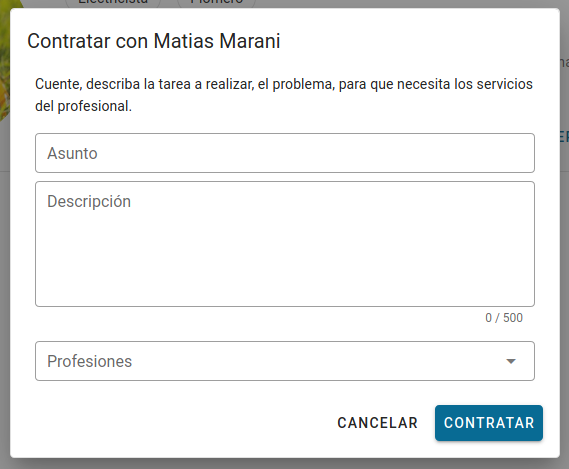 Electricista Plomero
Contratar con Matias Marani
Cuente, describa la tarea a realizar, el problema, para que necesita los servicios
del profesional.
Asunto
Descripción
0 / 500
Profesiones
CANCELAR CONTRATAR